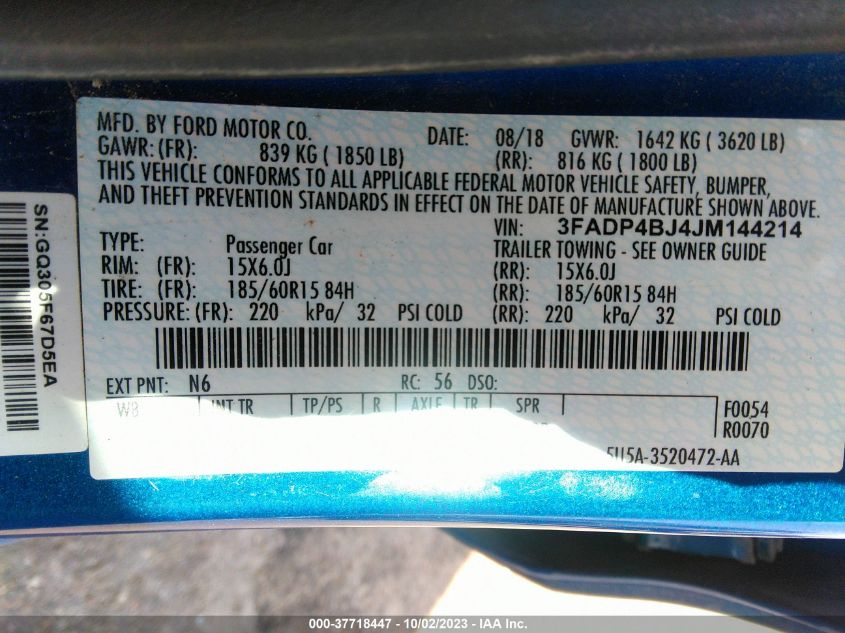 MFD. BY FORD MOTOR CO. DATE: 08/18 GVWR: 1642 KG ( 3620 LB)
GAWR: (FR): 839 KG ( 1850 LB) (RR): 816 KG ( 1800 LB)
THIS VEHICLE CONFORMS TO ALL APPLICABLE FEDERAL MOTOR VEHICLE SAFETY, BUMPER,
AND THEFT PREVENTION STANDARDS IN EFFECT ON THE DATE OF MANUFACTURE SHOWN ABOVE.
VIN: 3FADP4BJ4JM144214
TYPE: Passenger Car TRAILER TOWING - SEE OWNER GUIDE
RIM: (FR): 15X6.0J (RR): 15X6.0J
TIRE: (FR): 185/60R15 84H (RR): 185/60R15 84H
PRESSURE: (FR): 220 kPa/ 32 PSI COLD (RR): 220 kPa/ 32 PSI COLD
EXT PNT: N6 RC: 56 DSO:
WB INT TR TP/PS R AXLE TR SPR F0054
R0070
5U5A-3520472-AA
SN:GQ305F67D5EA
000-37718447 - 10/02/2023 - IAA Inc.